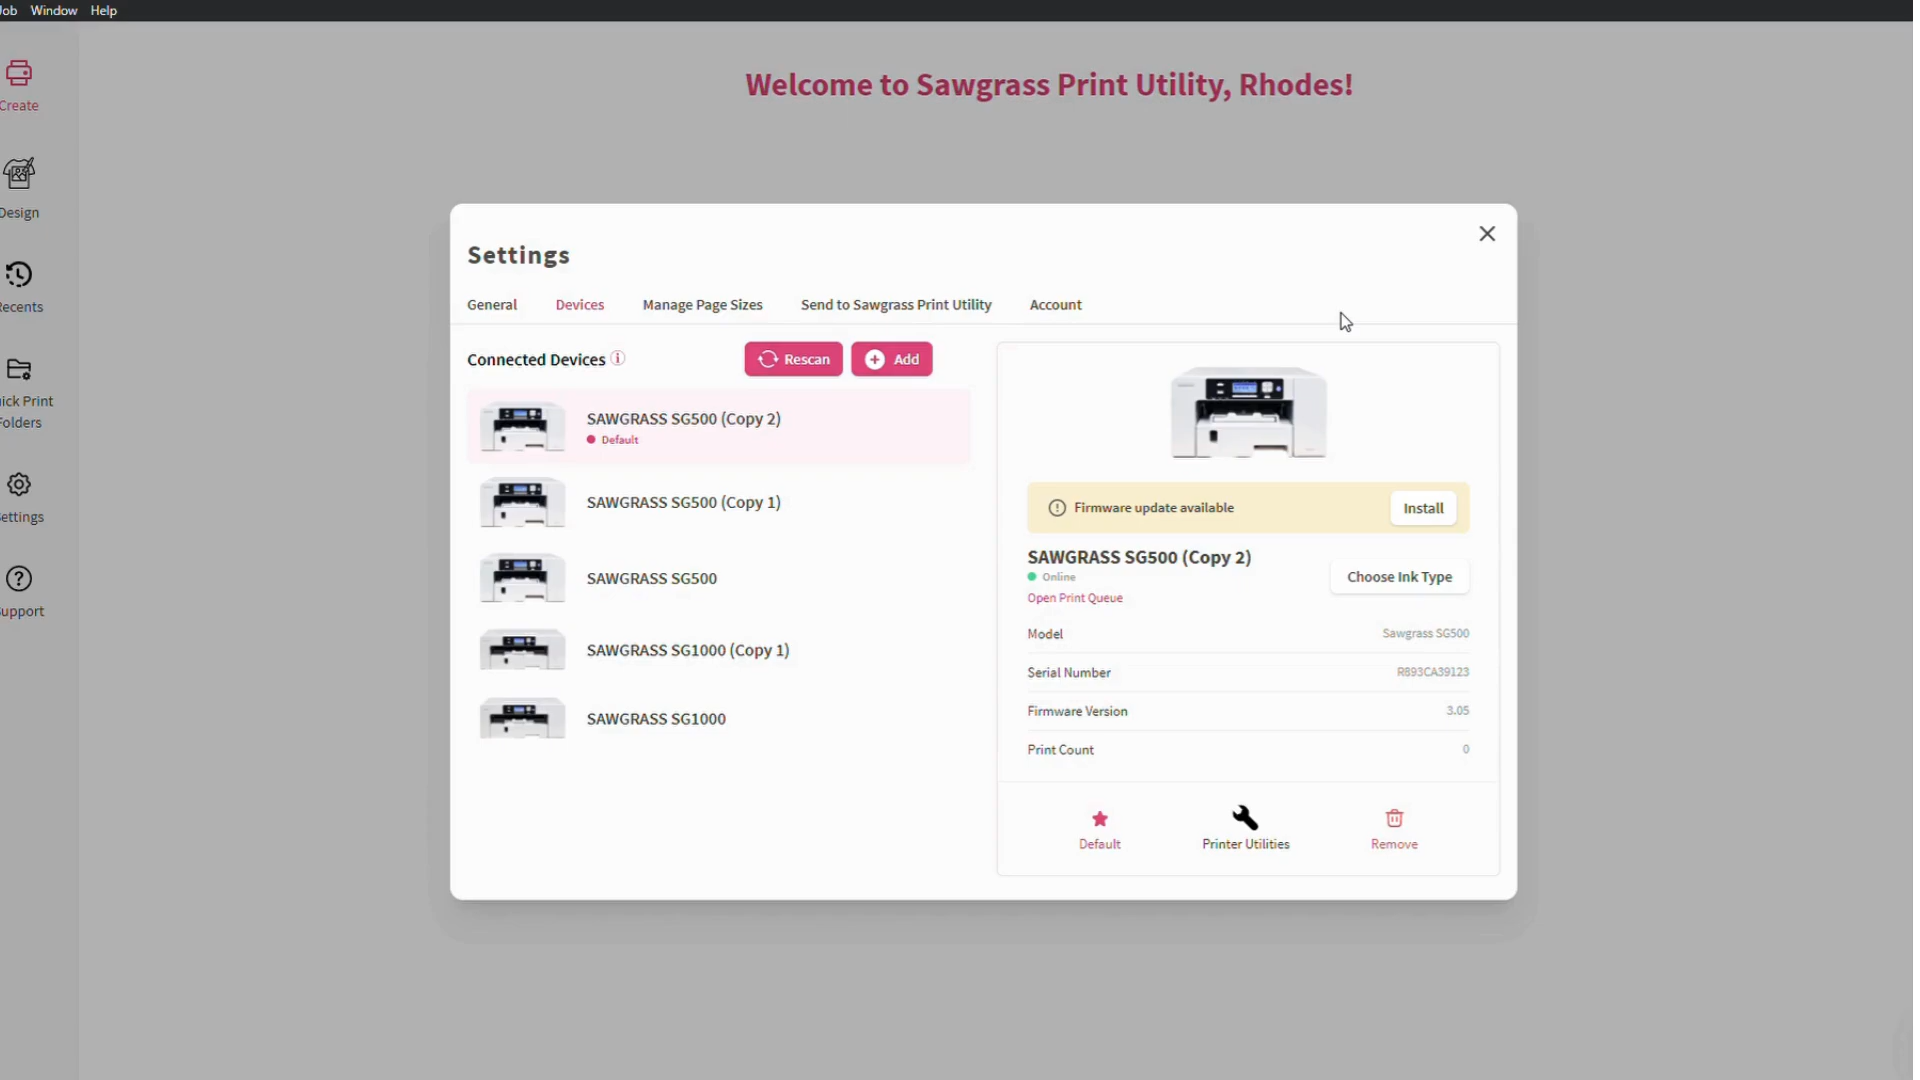 Job Window Help
Welcome to Sawgrass Print Utility, Rhodes!
Create
Design
Recents
ick Print
Folders
Settings
Support
Settings
General Devices Manage Page Sizes Send to Sawgrass Print Utility Account
Connected Devices Rescan Add
SAWGRASS SG500 (Copy 2)
Default
SAWGRASS SG500 (Copy 1)
SAWGRASS SG500
SAWGRASS SG1000 (Copy 1)
SAWGRASS SG1000
Firmware update available Install
SAWGRASS SG500 (Copy 2)
Online
Choose Ink Type
Open Print Queue
Model Sawgrass SG500
Serial Number R893CA39123
Firmware Version 3.05
Print Count 0
Default Printer Utilities Remove